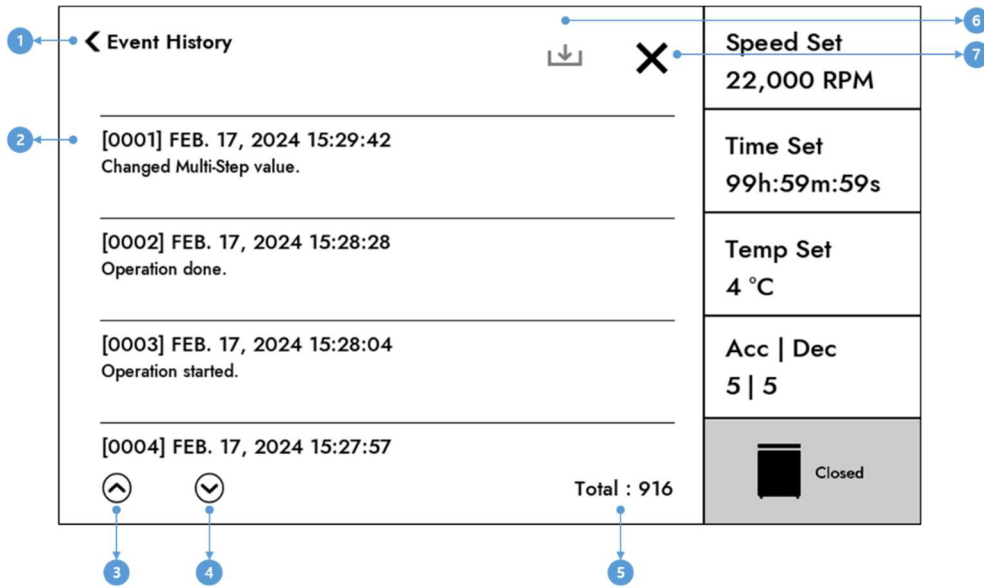 1
Event History
6
7
2
[0001] FEB. 17, 2024 15:29:42
Changed Multi-Step value.
[0002] FEB. 17, 2024 15:28:28
Operation done.
[0003] FEB. 17, 2024 15:28:04
Operation started.
[0004] FEB. 17, 2024 15:27:57
Total : 916
3
4
5
Speed Set
22,000 RPM
Time Set
99h:59m:59s
Temp Set
4 °C
Acc | Dec
5 | 5
Closed